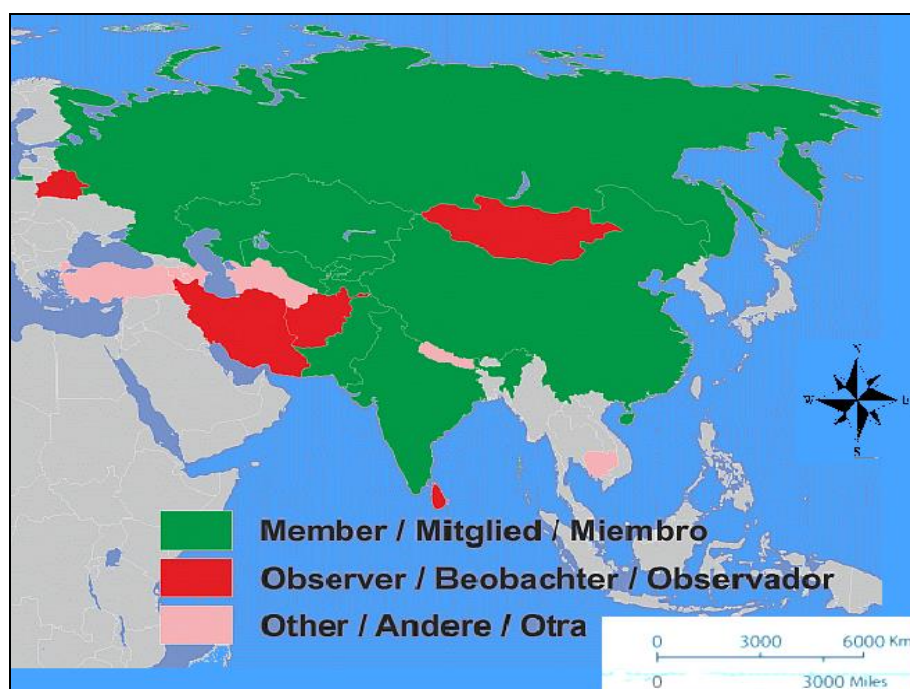 N
W
S
Member / Mitglied / Miembro
Observer / Beobachter / Observador
Other / Andere / Otra
0 3000 6000 Km
0 3000 Miles